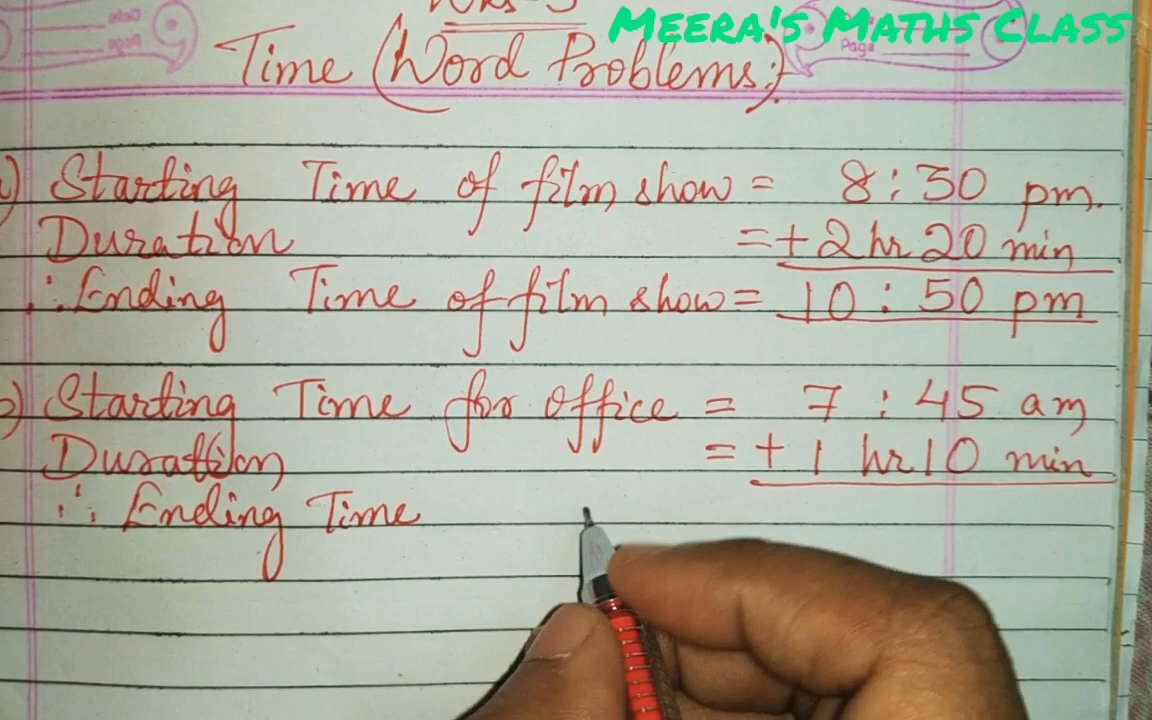 Meera's Maths Class
Time (Word Problems:)
Starting Time of film show = 8:30 pm.
Duration = + 2 hr 20 min
∴ Ending Time of film show = 10 : 50 pm
Starting Time for office = 7 : 45 am
Duration = + 1 hr 10 min
∴ Ending Time